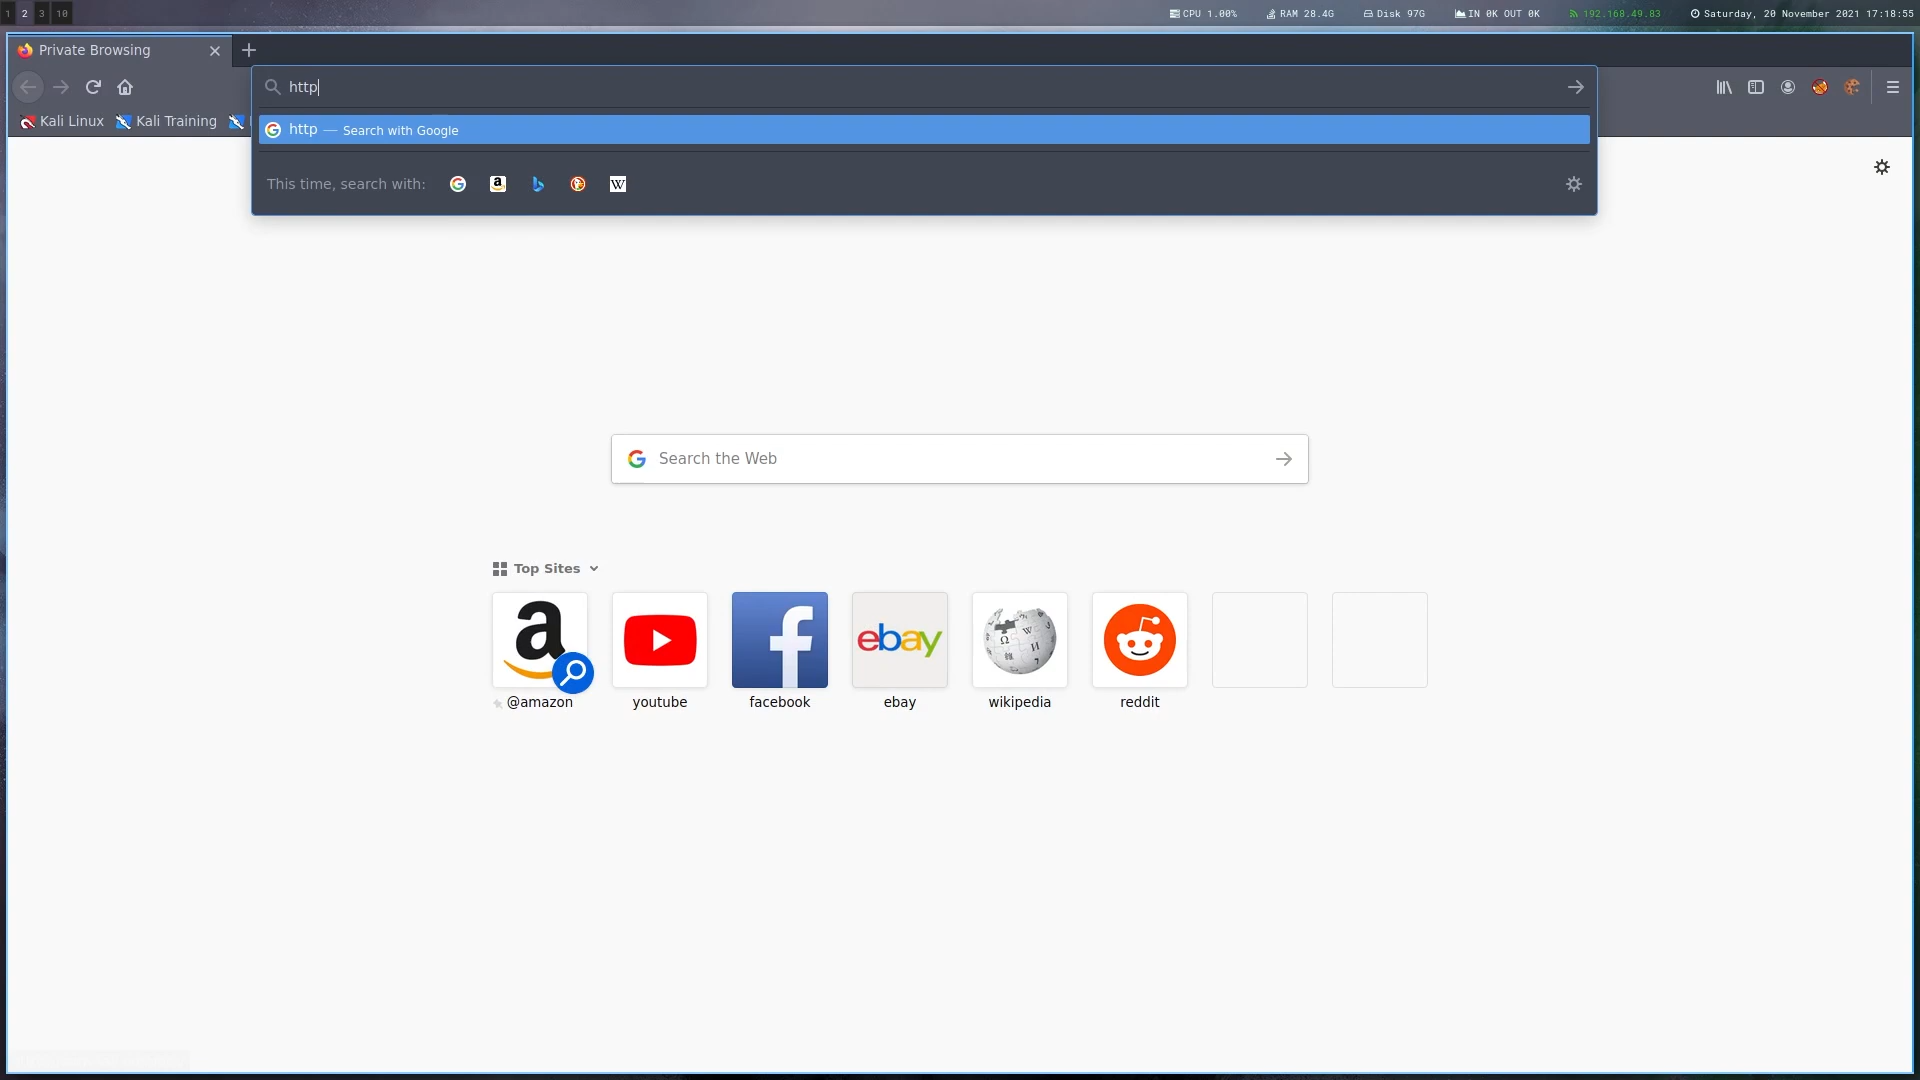 1 2 3 10 CPU 1.00% RAM 28.4G Disk 97G IN 0K OUT 0K 192.168.49.83 Saturday, 20 November 2021 17:18:55
Private Browsing
http
Kali Linux Kali Training
http — Search with Google
This time, search with:
Search the Web
Top Sites
ebay
@amazon youtube facebook ebay wikipedia reddit